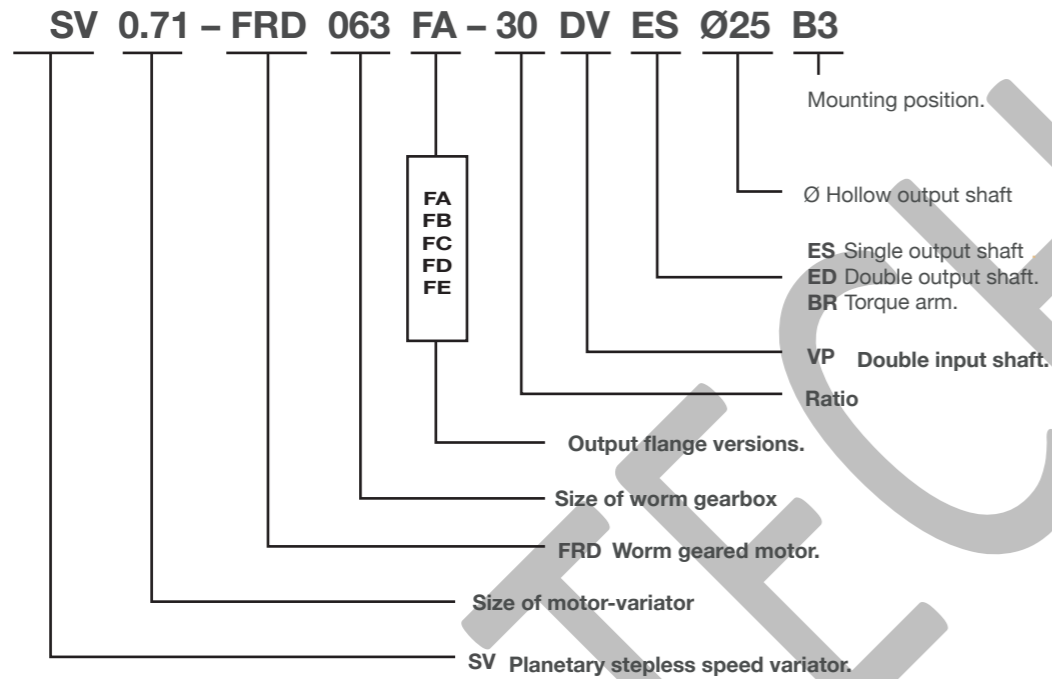 SV 0.71 – FRD 063 FA – 30 DV ES Ø25 B3
Mounting position.
FA
FB
FC
FD
FE
Ø Hollow output shaft
ES Single output shaft
ED Double output shaft.
BR Torque arm.
VP Double input shaft.
Ratio
Output flange versions.
Size of worm gearbox
FRD Worm geared motor.
Size of motor-variator
SV Planetary stepless speed variator.
TECH